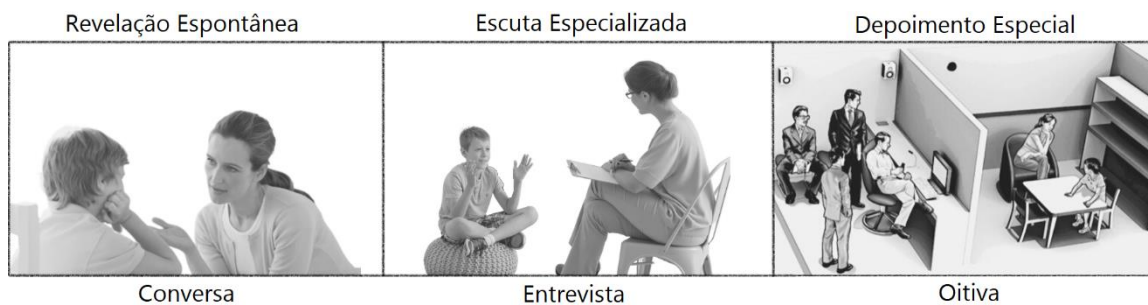 Revelação Espontânea
Escuta Especializada
Depoimento Especial
Conversa
Entrevista
Oitiva